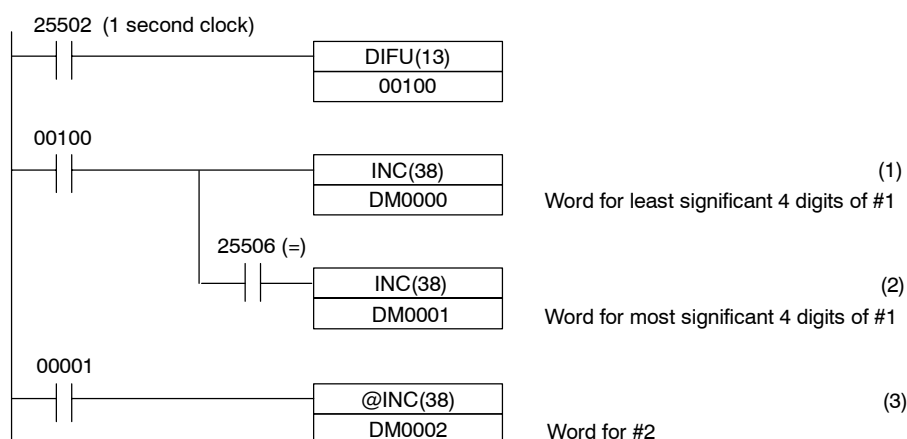 25502 (1 second clock)
DIFU(13)
00100
00100
INC(38) (1)
DM0000 Word for least significant 4 digits of #1
25506 (=)
INC(38) (2)
DM0001 Word for most significant 4 digits of #1
00001
@INC(38) (3)
DM0002 Word for #2